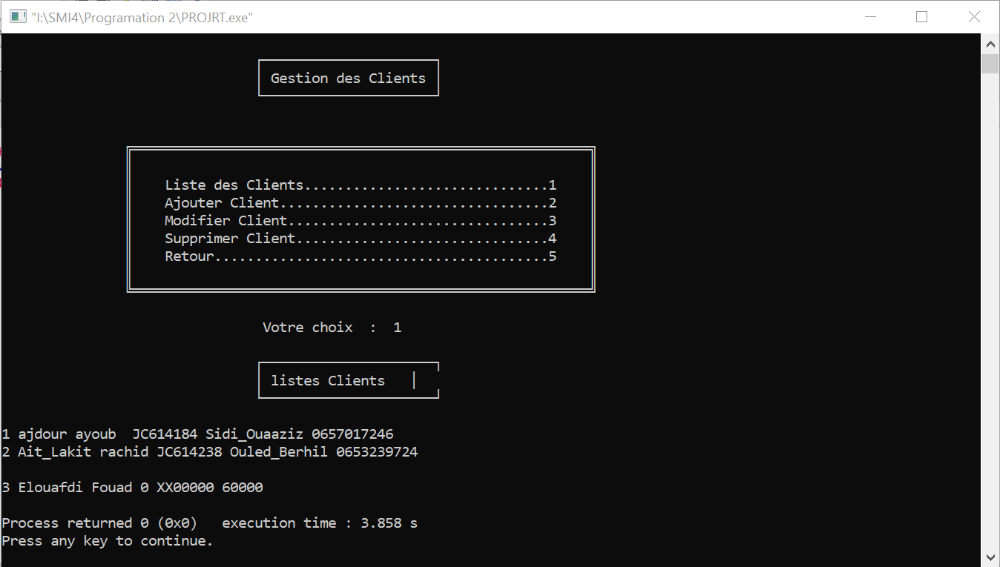 "I:\SMI4\Programation 2\PROJRT.exe"
Gestion des Clients
Liste des Clients..............................1
Ajouter Client.................................2
Modifier Client................................3
Supprimer Client...............................4
Retour.........................................5
Votre choix  :  1
listes Clients
1 ajdour ayoub  JC614184 Sidi_Ouaaziz 0657017246
2 Ait_Lakit rachid JC614238 Ouled_Berhil 0653239724
3 Elouafdi Fouad 0 XX00000 60000
Process returned 0 (0x0)   execution time : 3.858 s
Press any key to continue.